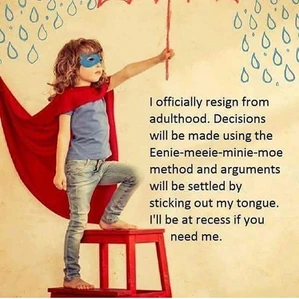 I officially resign from
adulthood. Decisions
will be made using the
Eenie-meeie-minie-moe
method and arguments
will be settled by
sticking out my tongue.
I'll be at recess if you
need me.